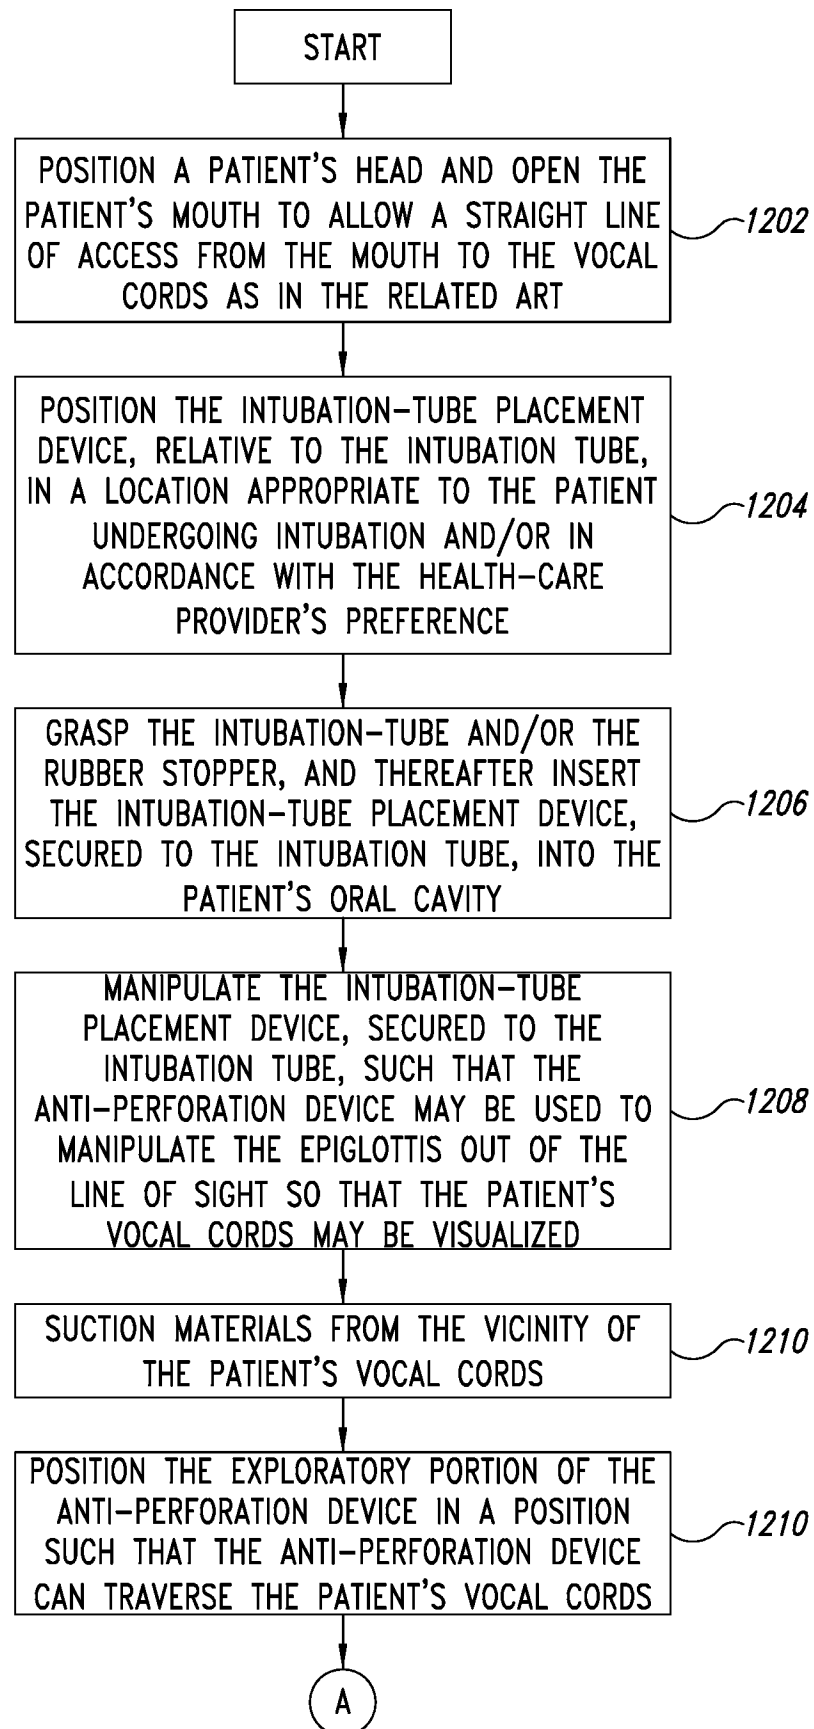 START
POSITION A PATIENT'S HEAD AND OPEN THE
PATIENT'S MOUTH TO ALLOW A STRAIGHT LINE
OF ACCESS FROM THE MOUTH TO THE VOCAL
CORDS AS IN THE RELATED ART
1202
POSITION THE INTUBATION-TUBE PLACEMENT
DEVICE, RELATIVE TO THE INTUBATION TUBE,
IN A LOCATION APPROPRIATE TO THE PATIENT
UNDERGOING INTUBATION AND/OR IN
ACCORDANCE WITH THE HEALTH-CARE
PROVIDER'S PREFERENCE
1204
GRASP THE INTUBATION-TUBE AND/OR THE
RUBBER STOPPER, AND THEREAFTER INSERT
THE INTUBATION-TUBE PLACEMENT DEVICE,
SECURED TO THE INTUBATION TUBE, INTO THE
PATIENT'S ORAL CAVITY
1206
MANIPULATE THE INTUBATION-TUBE
PLACEMENT DEVICE, SECURED TO THE
INTUBATION TUBE, SUCH THAT THE
ANTI-PERFORATION DEVICE MAY BE USED TO
MANIPULATE THE EPIGLOTTIS OUT OF THE
LINE OF SIGHT SO THAT THE PATIENT'S
VOCAL CORDS MAY BE VISUALIZED
1208
SUCTION MATERIALS FROM THE VICINITY OF
THE PATIENT'S VOCAL CORDS
1210
POSITION THE EXPLORATORY PORTION OF THE
ANTI-PERFORATION DEVICE IN A POSITION
SUCH THAT THE ANTI-PERFORATION DEVICE
CAN TRAVERSE THE PATIENT'S VOCAL CORDS
1210
A